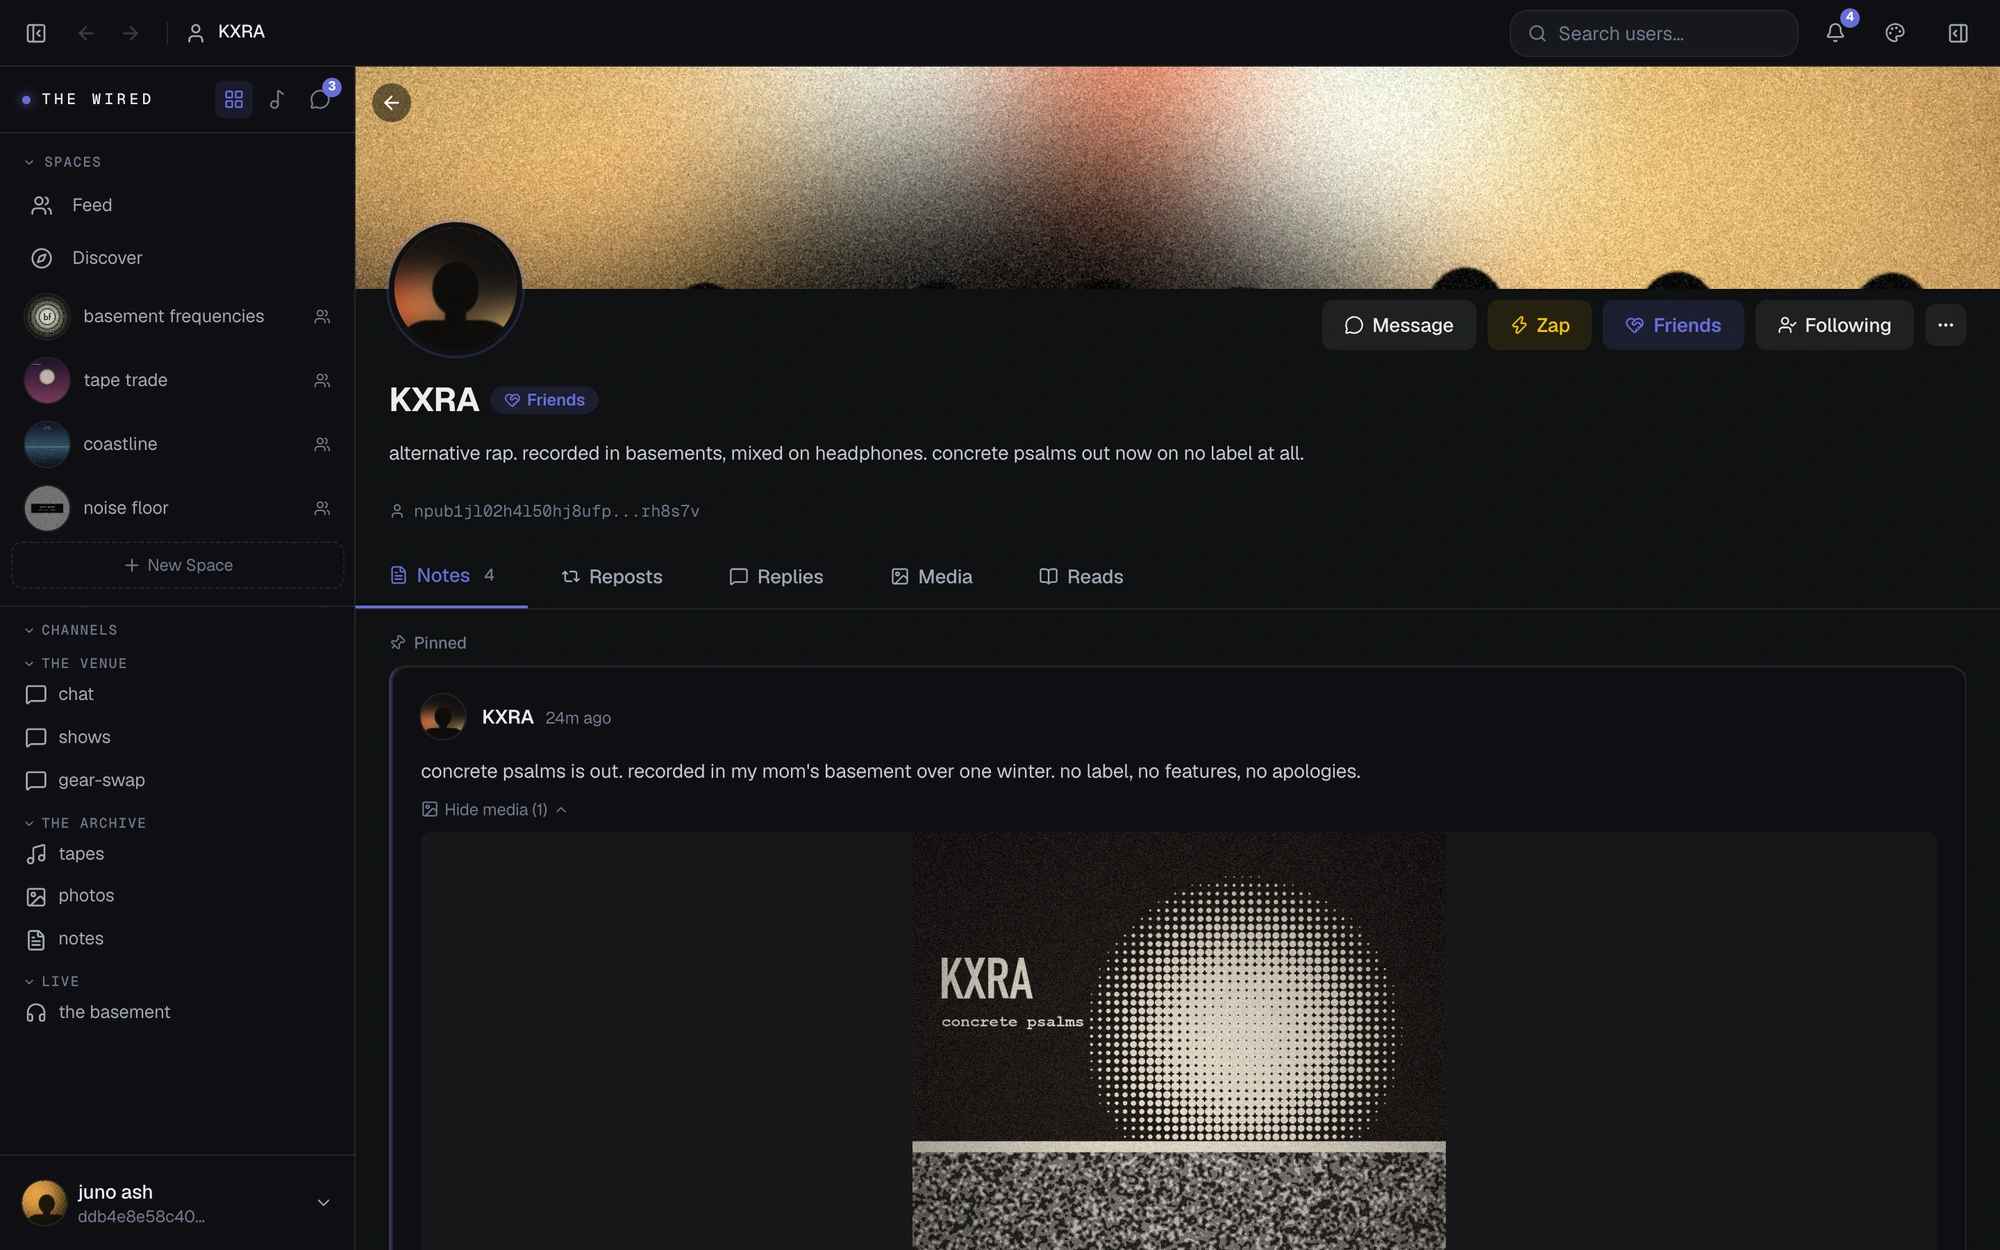 KXRA
Search users...
4
THE WIRED
3
SPACES
Feed
Discover
basement frequencies
tape trade
coastline
noise floor
New Space
CHANNELS
THE VENUE
chat
shows
gear-swap
THE ARCHIVE
tapes
photos
notes
LIVE
the basement
juno ash
ddb4e8e58c40...
Message
Zap
Friends
Following
KXRA
Friends
alternative rap. recorded in basements, mixed on headphones. concrete psalms out now on no label at all.
npub1jl02h4l50hj8ufp...rh8s7v
Notes 4
Reposts
Replies
Media
Reads
Pinned
KXRA 24m ago
concrete psalms is out. recorded in my mom's basement over one winter. no label, no features, no apologies.
Hide media (1)
KXRA
concrete psalms